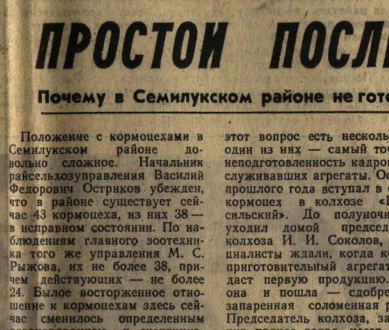 ПРОСТОИ ПОСЛ
Почему в Семилукском районе не гото
Положение с кормоцехами в
Семилукском районе до-
вольно сложное. Начальник
райсельхозуправления Василий
Федорович Остриков убежден,
что в районе существует сей-
час 43 кормоцеха, из них 38 —
в исправном состоянии. По на-
блюдениям главного зоотехни-
ка того же управления М. С.
Рыжова, их не более 38, при-
чем действующих — не более
24. Былое восторженное отно-
шение к кормоцехам здесь сей-
час сменилось определенным
этот вопрос есть несколь
один из них — самый то
неподготовленность кадро
служивавших агрегаты. Ос
прошлого года вступал в
кормоцех в колхозе
сильский». До полуноч
уходил домой председ
колхоза И. И. Соколов,
циалисты ждали, когда к
приготовительный агрегат
даст первую продукцию.
она пошла — сдобре
запаренная соломенная р
Председатель колхоза, за